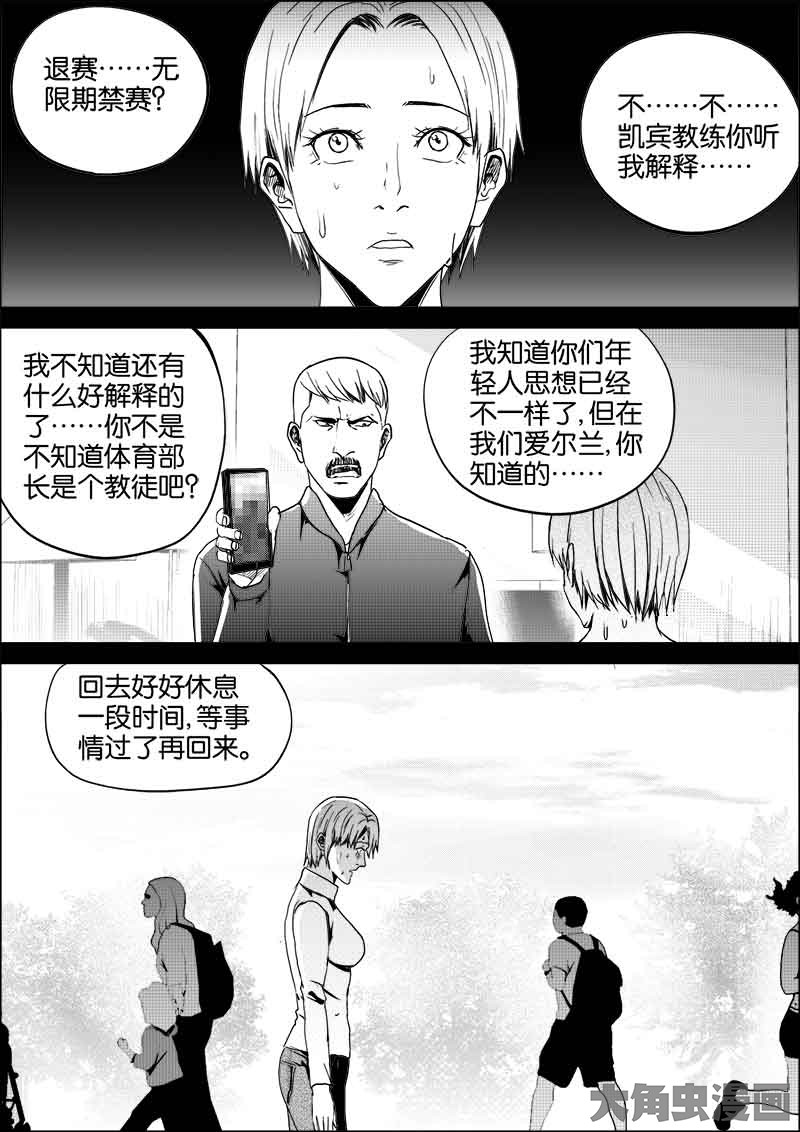 退赛……无
限期禁赛？
不……不……
凯宾教练你听
我解释……
我不知道还有
什么好解释的
了……你不是
不知道体育部
长是个教徒吧？
我知道你们年
轻人思想已经
不一样了，但在
我们爱尔兰，你
知道的……
回去好好休息
一段时间，等事
情过了再回来。
大角虫漫画